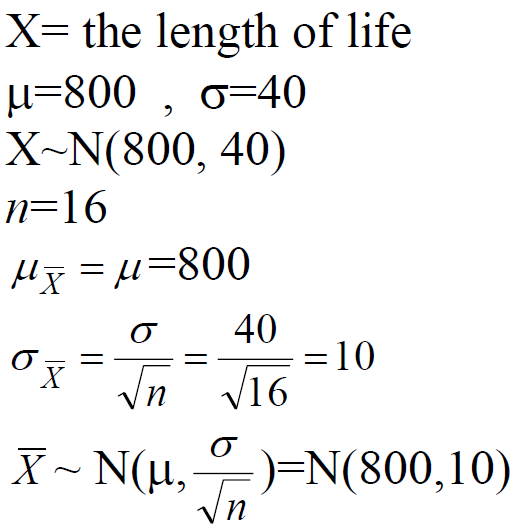 X= the length of life
μ=800 , σ=40
X~N(800, 40)
n=16
μ_X̅ = μ=800
σ_X̅ = σ/√n = 40/√16 = 10
X̅ ~ N(μ, σ/√n)=N(800,10)